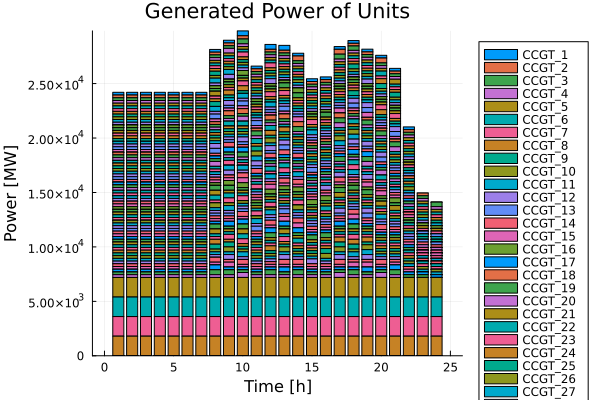 Generated Power of Units
Power [MW]
2.50×10⁴
2.00×10⁴
1.50×10⁴
1.00×10⁴
5.00×10³
0
0 5 10 15 20 25
Time [h]
CCGT_1
CCGT_2
CCGT_3
CCGT_4
CCGT_5
CCGT_6
CCGT_7
CCGT_8
CCGT_9
CCGT_10
CCGT_11
CCGT_12
CCGT_13
CCGT_14
CCGT_15
CCGT_16
CCGT_17
CCGT_18
CCGT_19
CCGT_20
CCGT_21
CCGT_22
CCGT_23
CCGT_24
CCGT_25
CCGT_26
CCGT_27